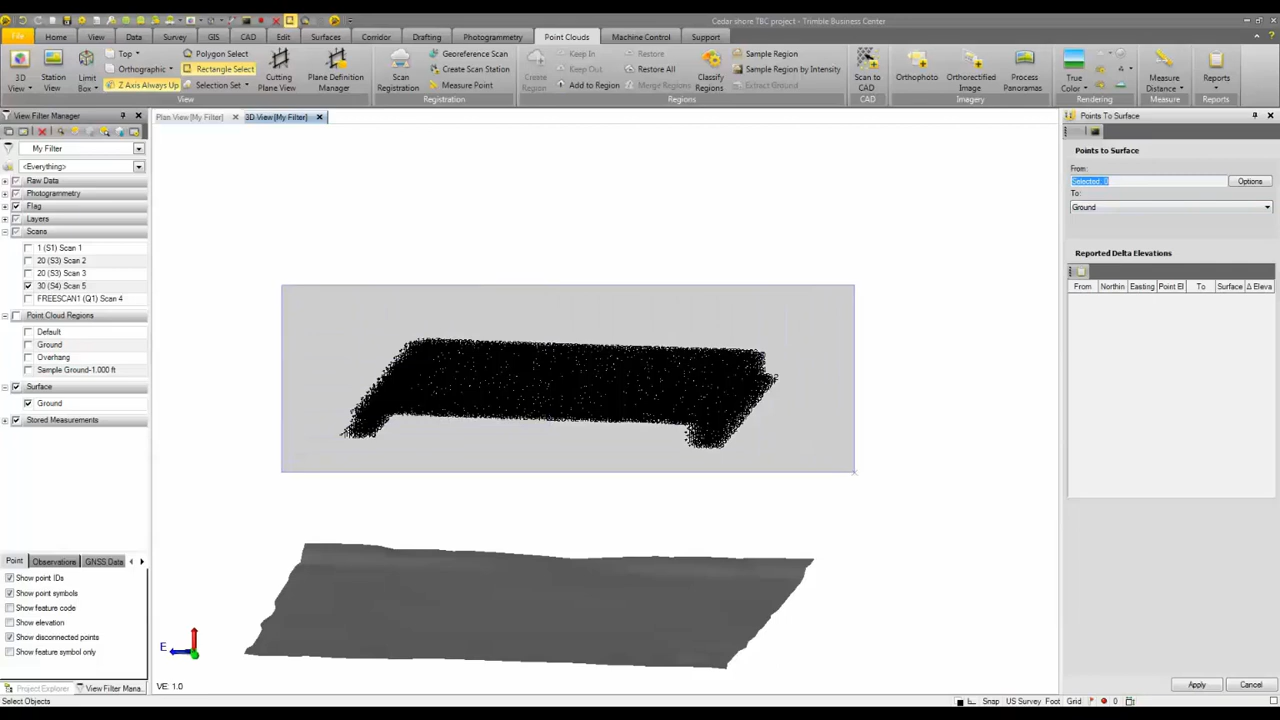 Cedar shore TBC project - Trimble Business Center
File Home View Data Survey GIS CAD Edit Surfaces Corridor Drafting Photogrammetry Point Clouds Machine Control Support
3D View
Station View
Limit Box
Top
Orthographic
Z Axis Always Up
Polygon Select
Rectangle Select
Selection Set
Cutting Plane View
Plane Definition Manager
View
Scan Registration
Georeference Scan
Create Scan Station
Measure Point
Registration
Create Region
Keep In
Keep Out
Add to Region
Restore
Restore All
Merge Regions
Classify Regions
Sample Region
Sample Region by Intensity
Extract Ground
Regions
Scan to CAD
CAD
Orthophoto
Orthorectified Image
Process Panoramas
Imagery
True Color
Rendering
Measure Distance
Measure
Reports
Reports
View Filter Manager
My Filter
<Everything>
Raw Data
Photogrammetry
Flag
Layers
Scans
1 (S1) Scan 1
20 (S3) Scan 2
20 (S3) Scan 3
30 (S4) Scan 5
FREESCAN1 (Q1) Scan 4
Point Cloud Regions
Default
Ground
Overhang
Sample Ground-1.000 ft
Surface
Ground
Stored Measurements
Point Observations GNSS Data
Show point IDs
Show point symbols
Show feature code
Show elevation
Show disconnected points
Show feature symbol only
Project Explorer View Filter Mana...
Plan View [My Filter] 3D View [My Filter]
E
VE: 1.0
Points To Surface
Points to Surface
From:
Selected: 0 Options
To:
Ground
Reported Delta Elevations
From Northin Easting Point El To Surface Δ Eleva
Apply Cancel
Select Objects Snap US Survey Foot Grid 0